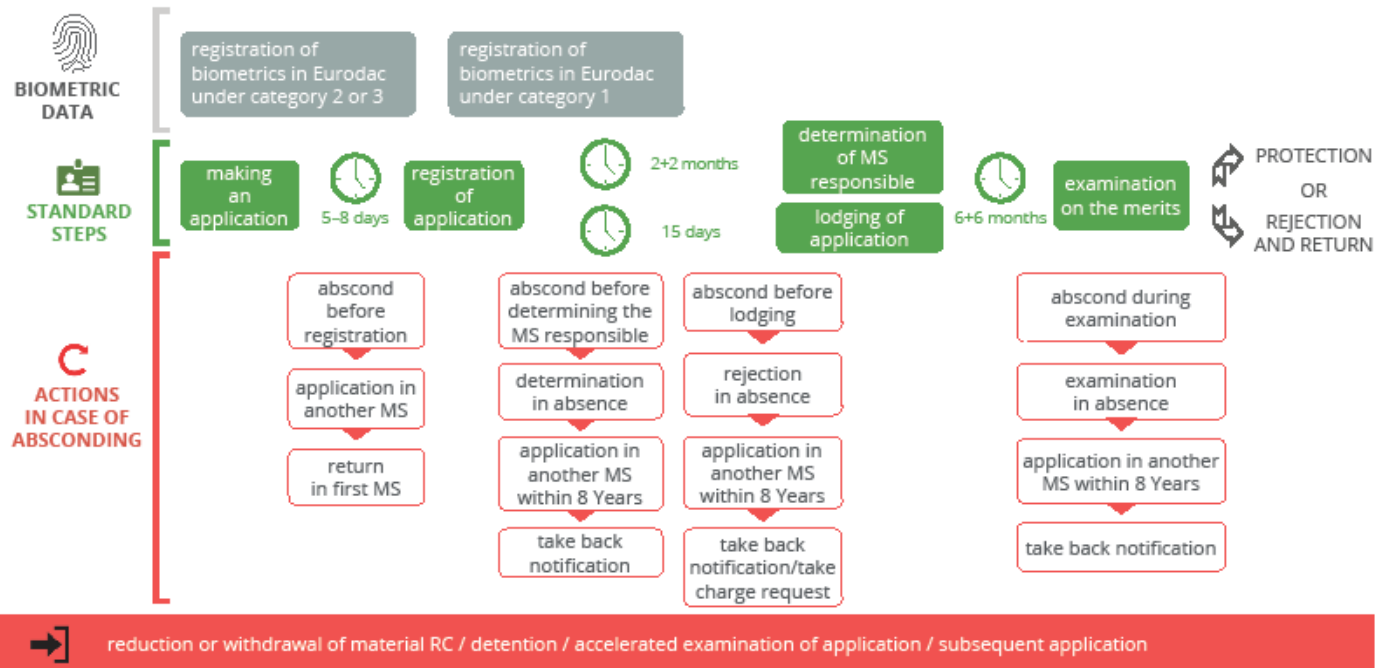 BIOMETRIC
DATA
registration of
biometrics in Eurodac
under category 2 or 3
registration of
biometrics in Eurodac
under category 1
STANDARD
STEPS
making
an
application
5–8 days
registration
of
application
2+2 months
15 days
determination
of MS
responsible
lodging of
application
6+6 months
examination
on the merits
PROTECTION
OR
REJECTION
AND RETURN
ACTIONS
IN CASE OF
ABSCONDING
abscond
before
registration
application in
another MS
return
in first MS
abscond before
determining the
MS responsible
determination
in absence
application in
another MS
within 8 Years
take back
notification
abscond before
lodging
rejection
in absence
application in
another MS
within 8 Years
take back
notification/take
charge request
abscond during
examination
examination
in absence
application in another
MS within 8 Years
take back notification
reduction or withdrawal of material RC / detention / accelerated examination of application / subsequent application